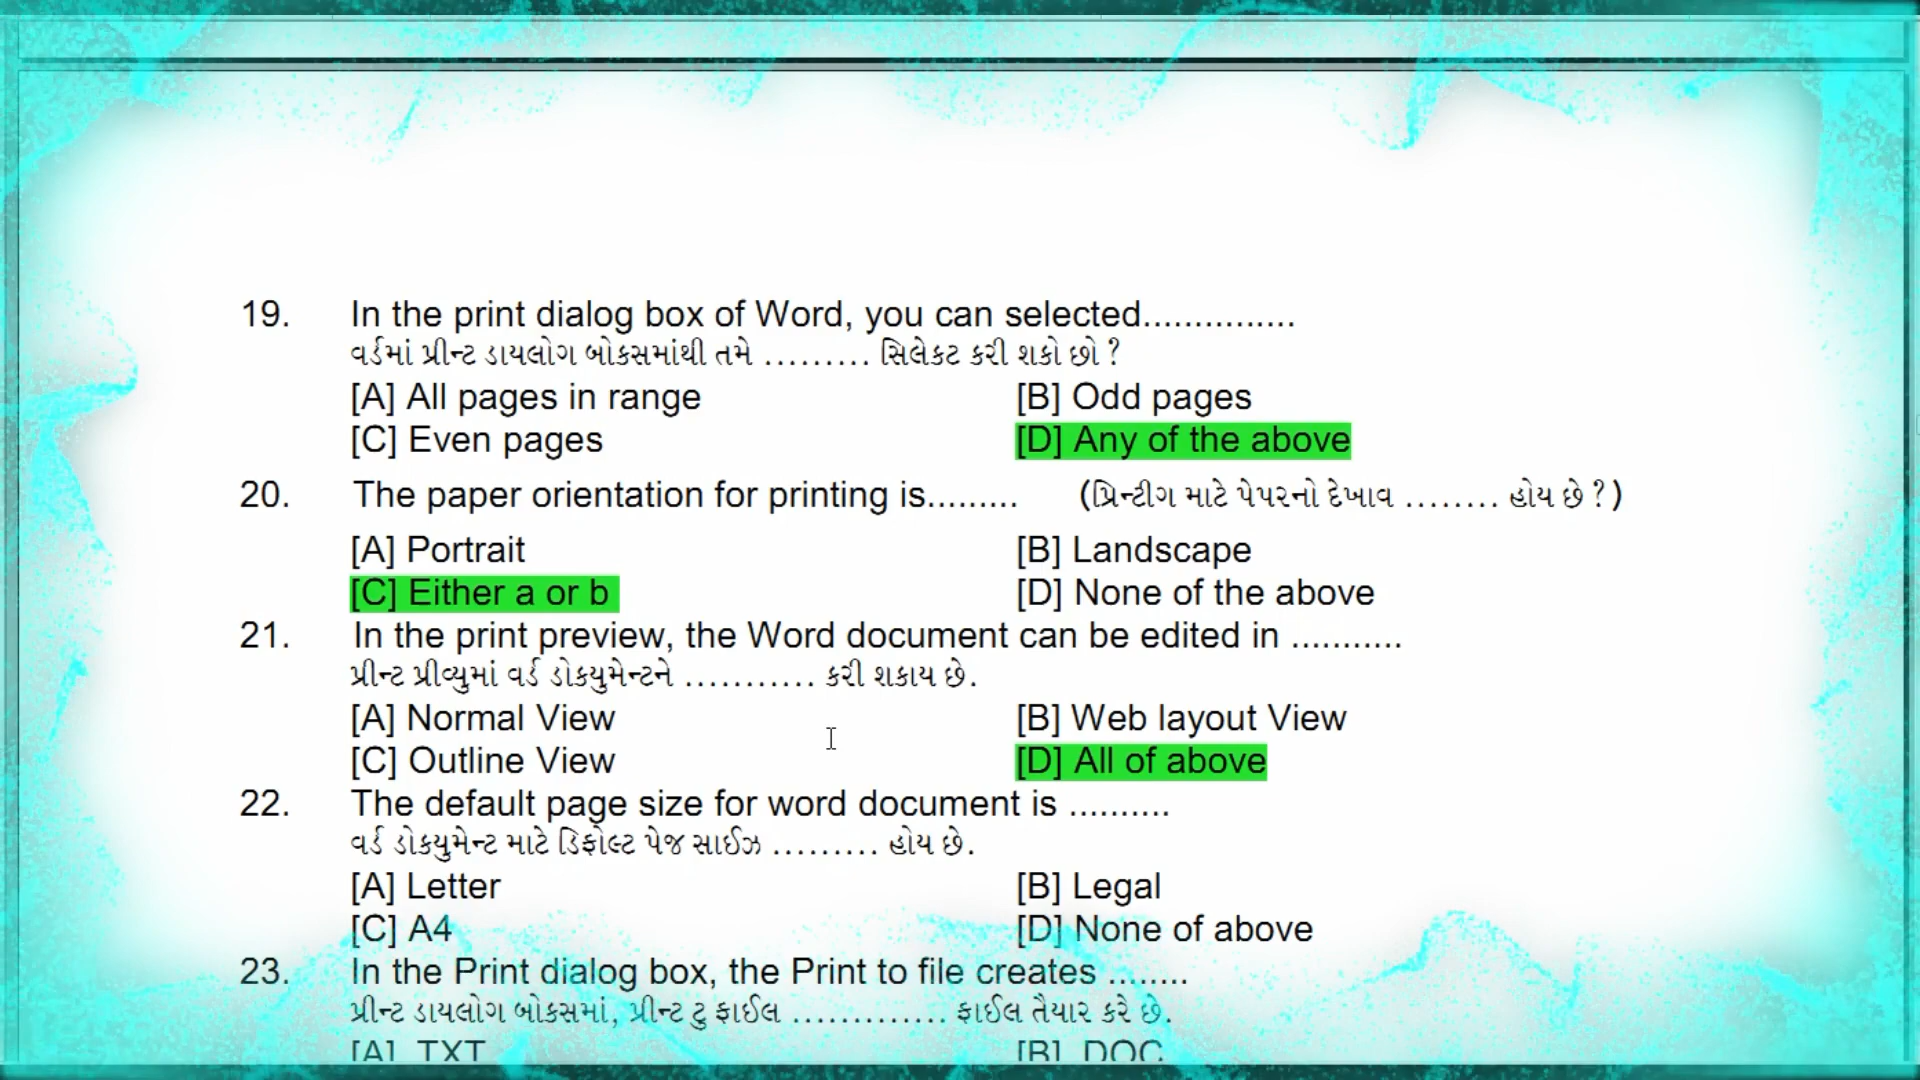 19. In the print dialog box of Word, you can selected...............
વર્ડમાં પ્રીન્ટ ડાયલોગ બોકસમાંથી તમે ......... સિલેકટ કરી શકો છો ?
[A] All pages in range [B] Odd pages
[C] Even pages [D] Any of the above
20. The paper orientation for printing is......... (પ્રિન્ટીગ માટે પેપરનો દેખાવ ........ હોય છે ?)
[A] Portrait [B] Landscape
[C] Either a or b [D] None of the above
21. In the print preview, the Word document can be edited in ...........
પ્રીન્ટ પ્રીવ્યુમાં વર્ડ ડોકયુમેન્ટને ........... કરી શકાય છે.
[A] Normal View [B] Web layout View
[C] Outline View [D] All of above
22. The default page size for word document is ..........
વર્ડ ડોકયુમેન્ટ માટે ડિફોલ્ટ પેજ સાઈઝ ......... હોય છે.
[A] Letter [B] Legal
[C] A4 [D] None of above
23. In the Print dialog box, the Print to file creates ........
પ્રીન્ટ ડાયલોગ બોકસમાં, પ્રીન્ટ ટુ ફાઈલ ............. ફાઈલ તૈયાર કરે છે.
[A] .TXT [B] .DOC